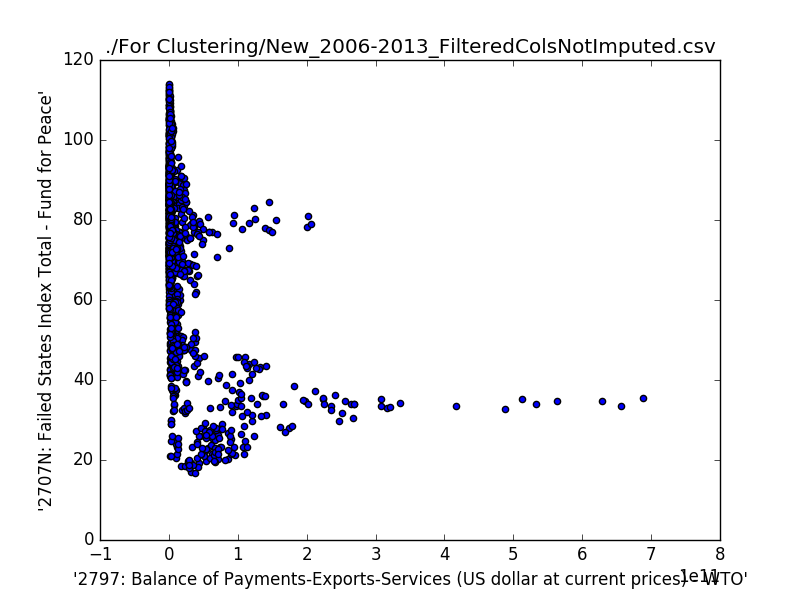 ./For Clustering/New_2006-2013_FilteredColsNotImputed.csv
120
100
80
60
40
20
0
'2707N: Failed States Index Total - Fund for Peace'
−1 0 1 2 3 4 5 6 7 8
1e11
'2797: Balance of Payments-Exports-Services (US dollar at current prices) - WTO'